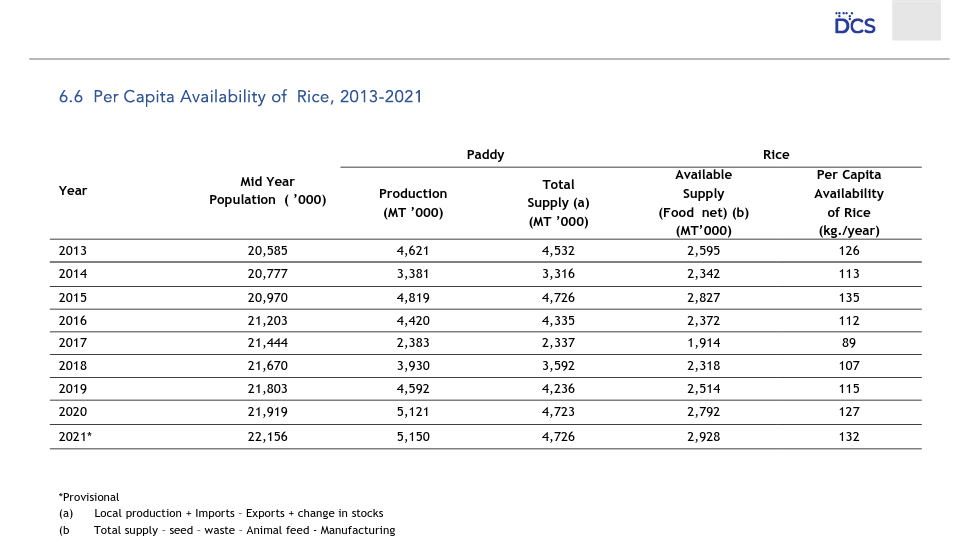 DCS
6.6 Per Capita Availability of Rice, 2013-2021
Paddy Rice
Year Mid Year Population ( ’000) Production (MT ’000) Total Supply (a) (MT ’000) Available Supply (Food net) (b) (MT’000) Per Capita Availability of Rice (kg./year)
2013 20,585 4,621 4,532 2,595 126
2014 20,777 3,381 3,316 2,342 113
2015 20,970 4,819 4,726 2,827 135
2016 21,203 4,420 4,335 2,372 112
2017 21,444 2,383 2,337 1,914 89
2018 21,670 3,930 3,592 2,318 107
2019 21,803 4,592 4,236 2,514 115
2020 21,919 5,121 4,723 2,792 127
2021* 22,156 5,150 4,726 2,928 132
*Provisional
(a) Local production + Imports – Exports + change in stocks
(b Total supply – seed – waste – Animal feed - Manufacturing